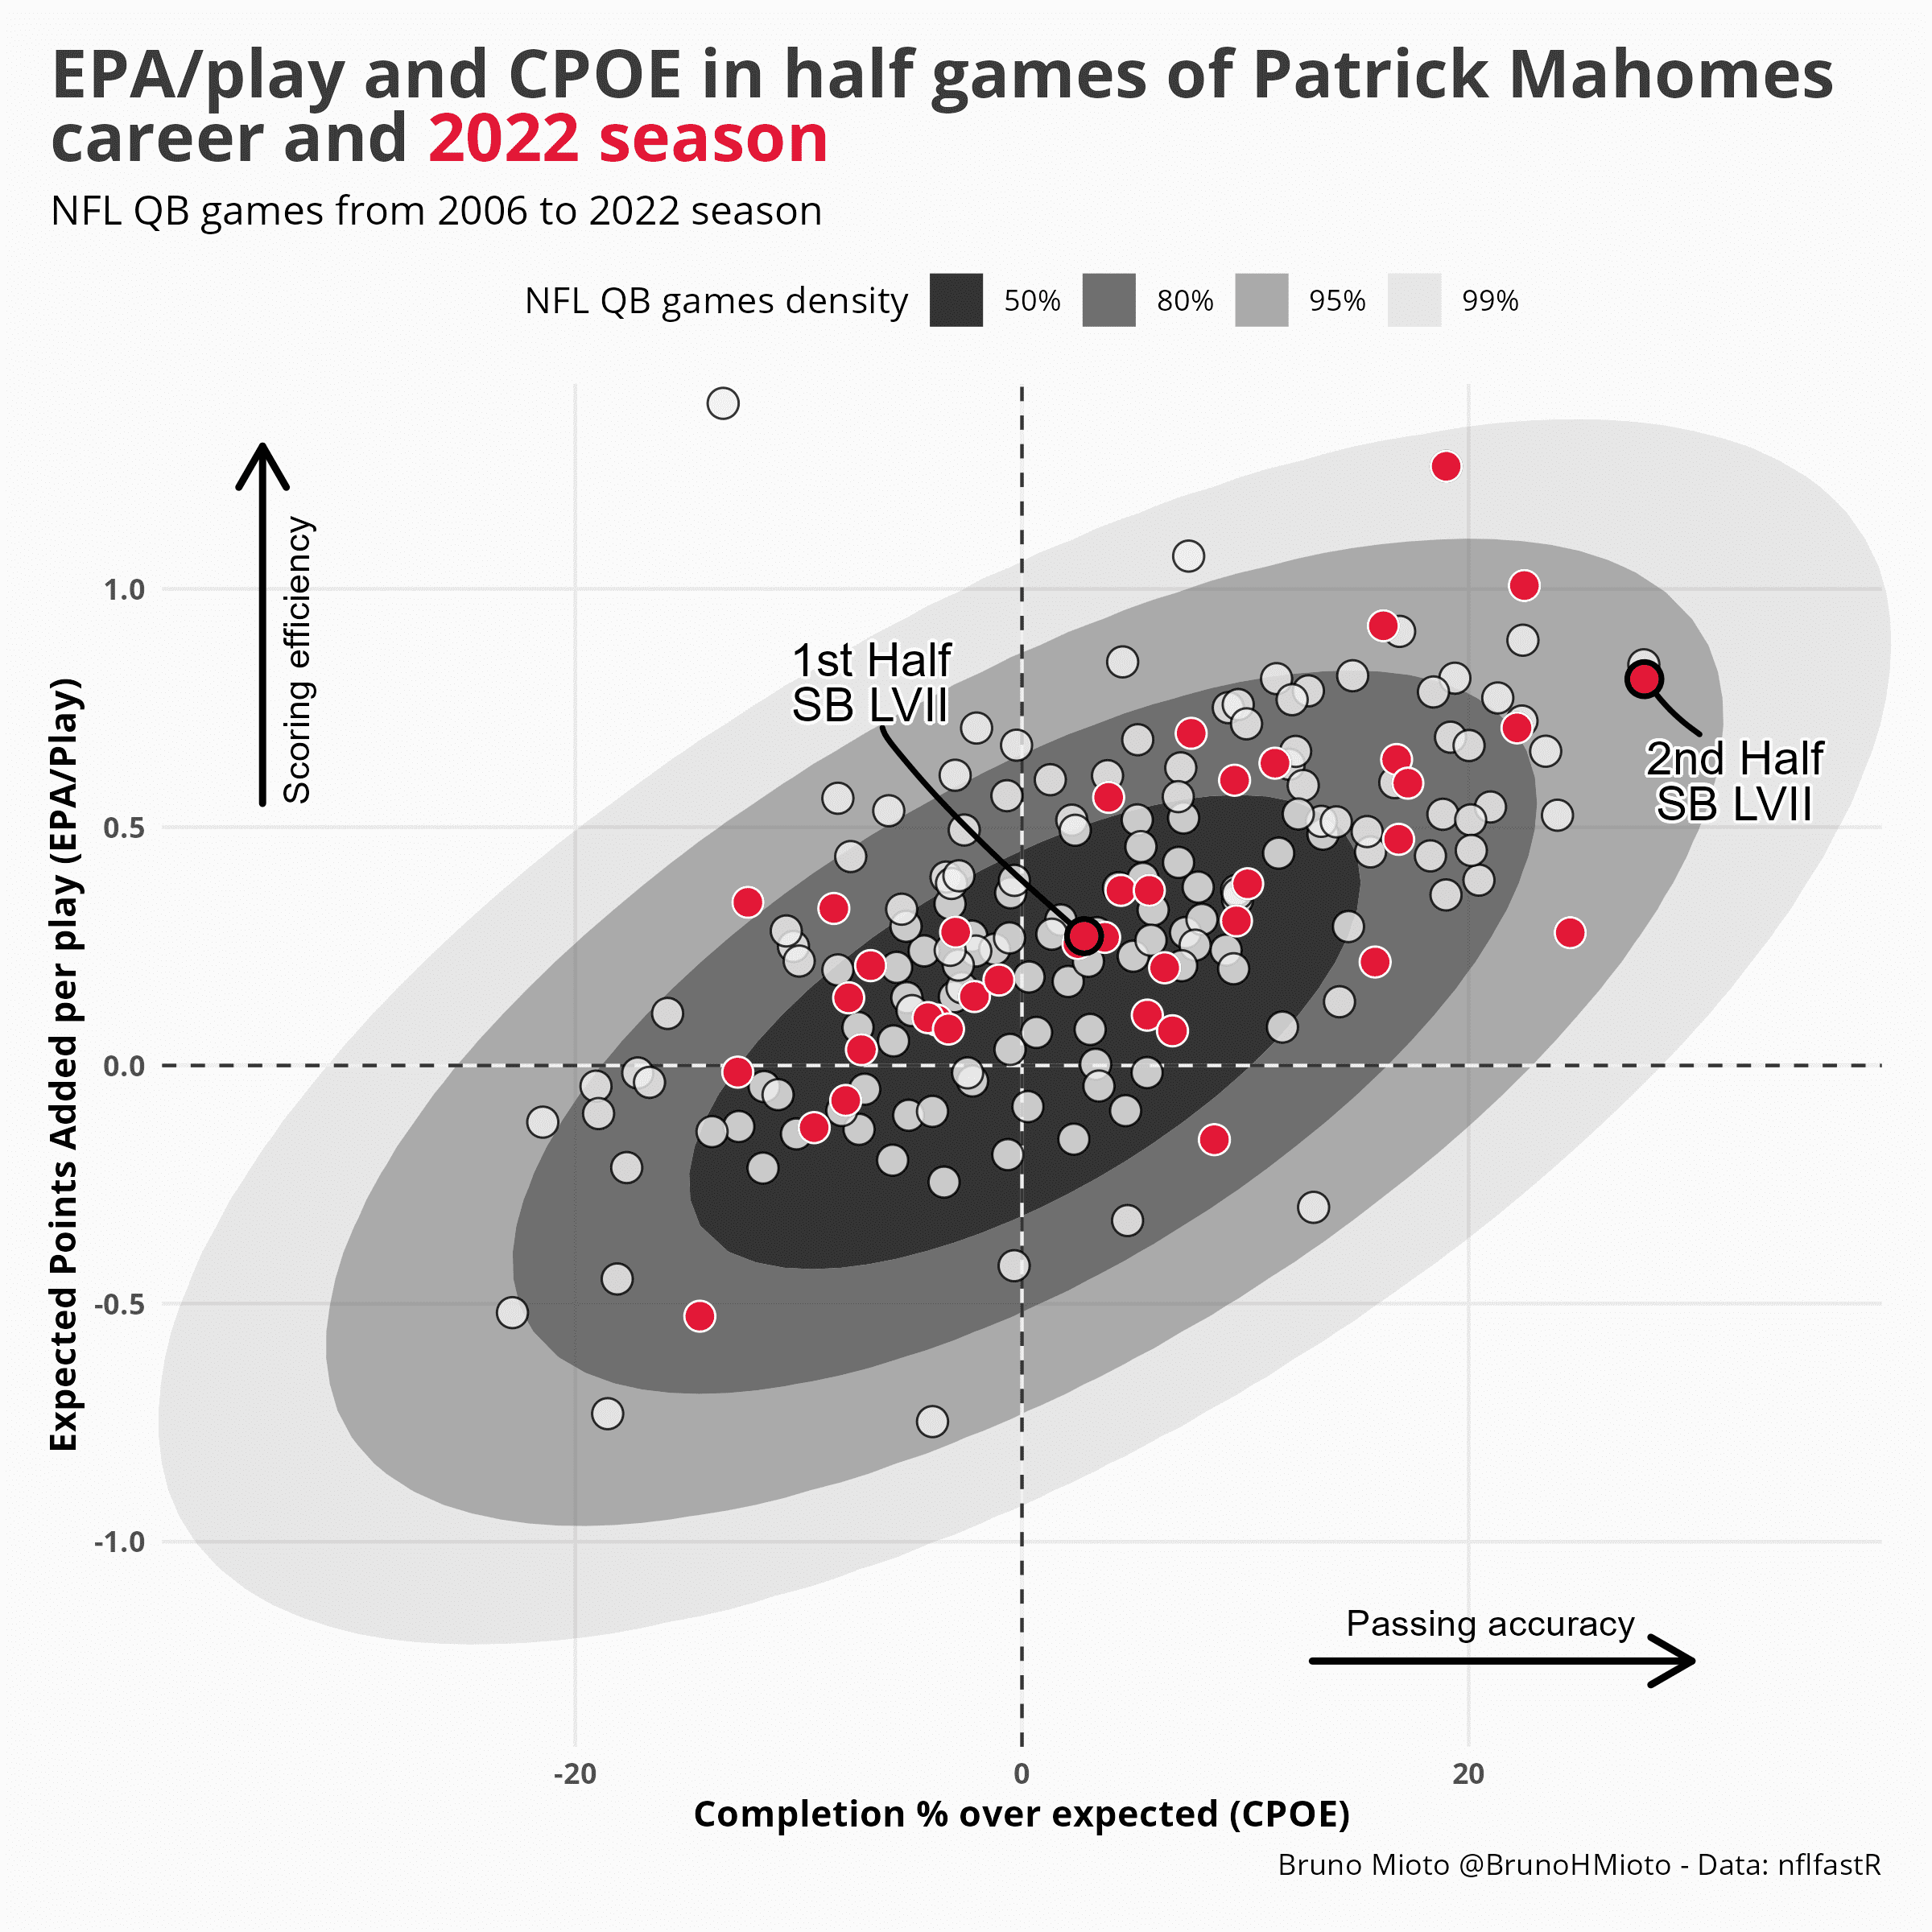 EPA/play and CPOE in half games of Patrick Mahomes
career and 2022 season
NFL QB games from 2006 to 2022 season
NFL QB games density 50% 80% 95% 99%
Scoring efficiency
1st Half
SB LVII
2nd Half
SB LVII
Expected Points Added per play (EPA/Play)
1.0
0.5
0.0
-0.5
-1.0
Passing accuracy
-20 0 20
Completion % over expected (CPOE)
Bruno Mioto @BrunoHMioto - Data: nflfastR